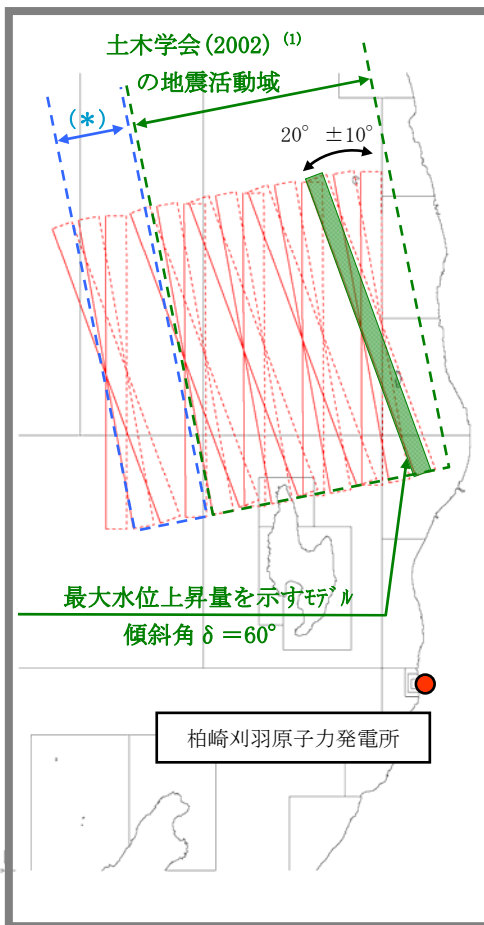 土木学会(2002) (1)
の地震活動域
(*)
20° ±10°
最大水位上昇量を示すモデル
傾斜角δ=60°
柏崎刈羽原子力発電所